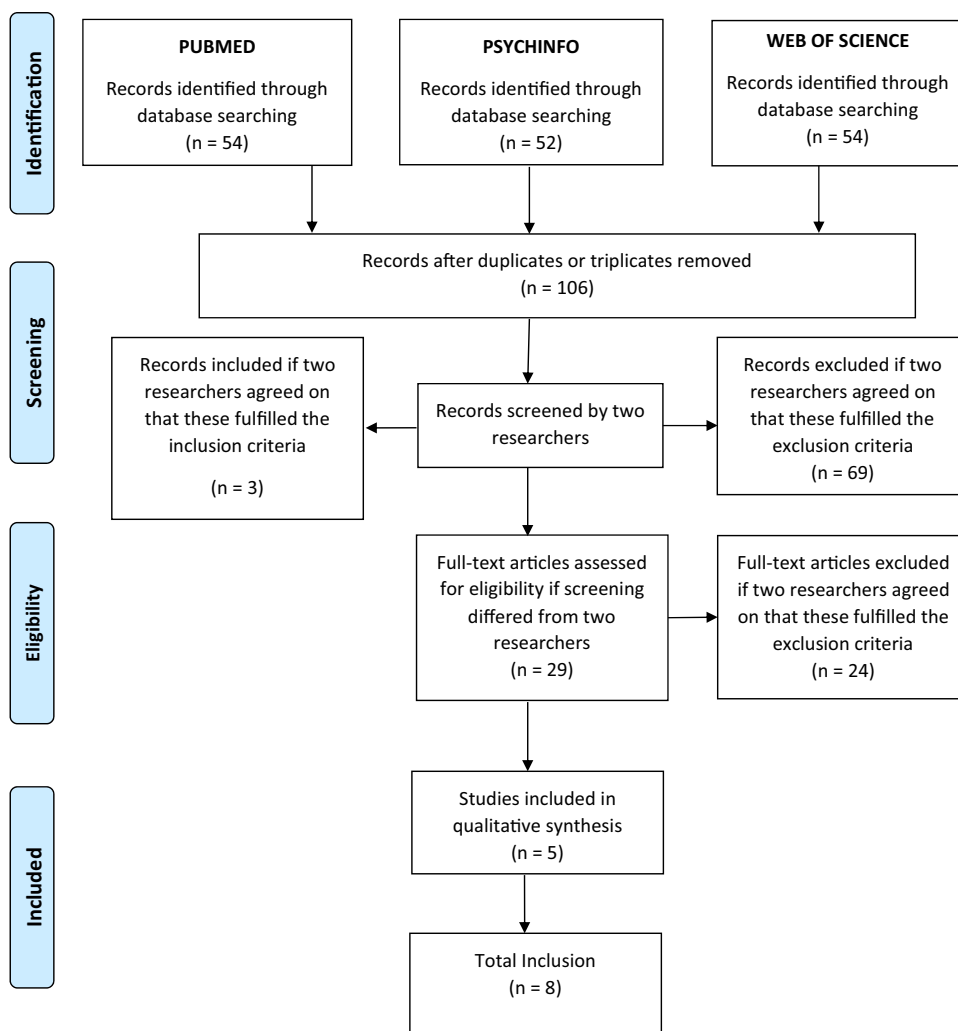 Identification
PUBMED
Records identified through
database searching
(n = 54)
PSYCHINFO
Records identified through
database searching
(n = 52)
WEB OF SCIENCE
Records identified through
database searching
(n = 54)
Screening
Records after duplicates or triplicates removed
(n = 106)
Records included if two
researchers agreed on
that these fulfilled the
inclusion criteria
(n = 3)
Records screened by two
researchers
Records excluded if two
researchers agreed on
that these fulfilled the
exclusion criteria
(n = 69)
Eligibility
Full-text articles assessed
for eligibility if screening
differed from two
researchers
(n = 29)
Full-text articles excluded
if two researchers agreed
on that these fulfilled the
exclusion criteria
(n = 24)
Included
Studies included in
qualitative synthesis
(n = 5)
Total Inclusion
(n = 8)